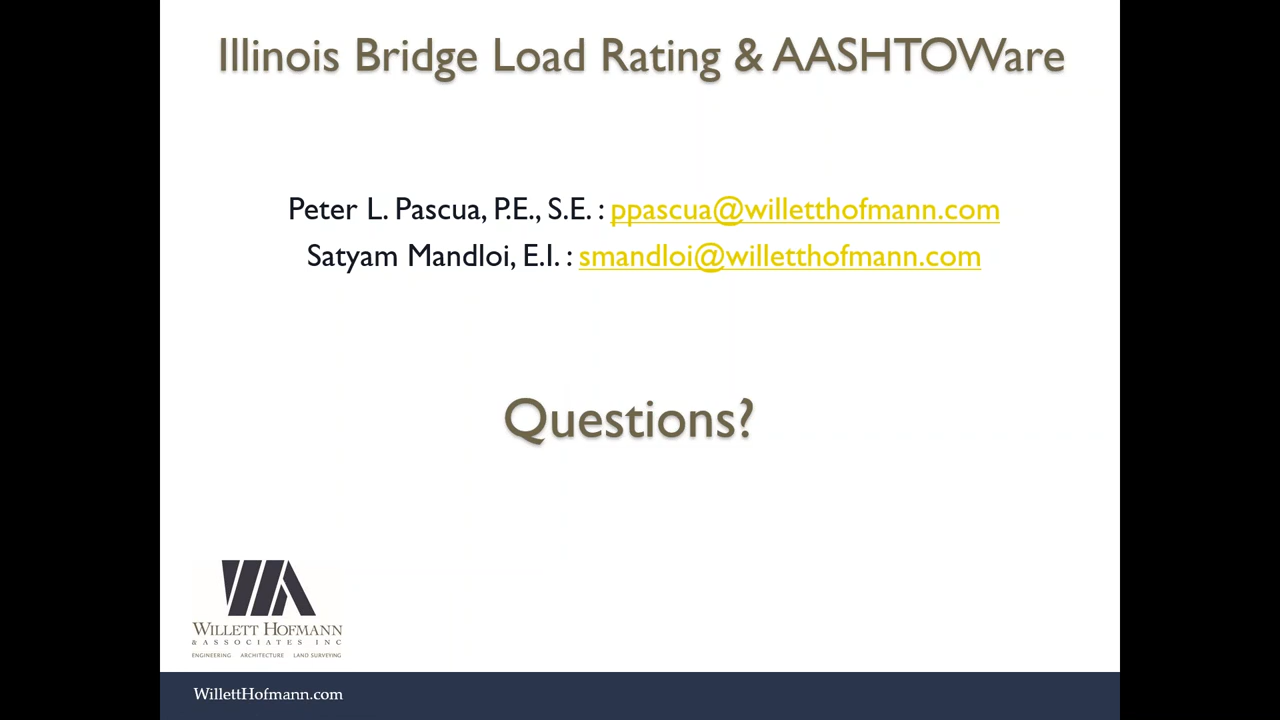 Illinois Bridge Load Rating & AASHTOWare
Peter L. Pascua, P.E., S.E. : ppascua@willetthofmann.com
Satyam Mandloi, E.I. : smandloi@willetthofmann.com
Questions?
WILLETT HOFMANN
& ASSOCIATES INC
ENGINEERING ARCHITECTURE LAND SURVEYING
WillettHofmann.com